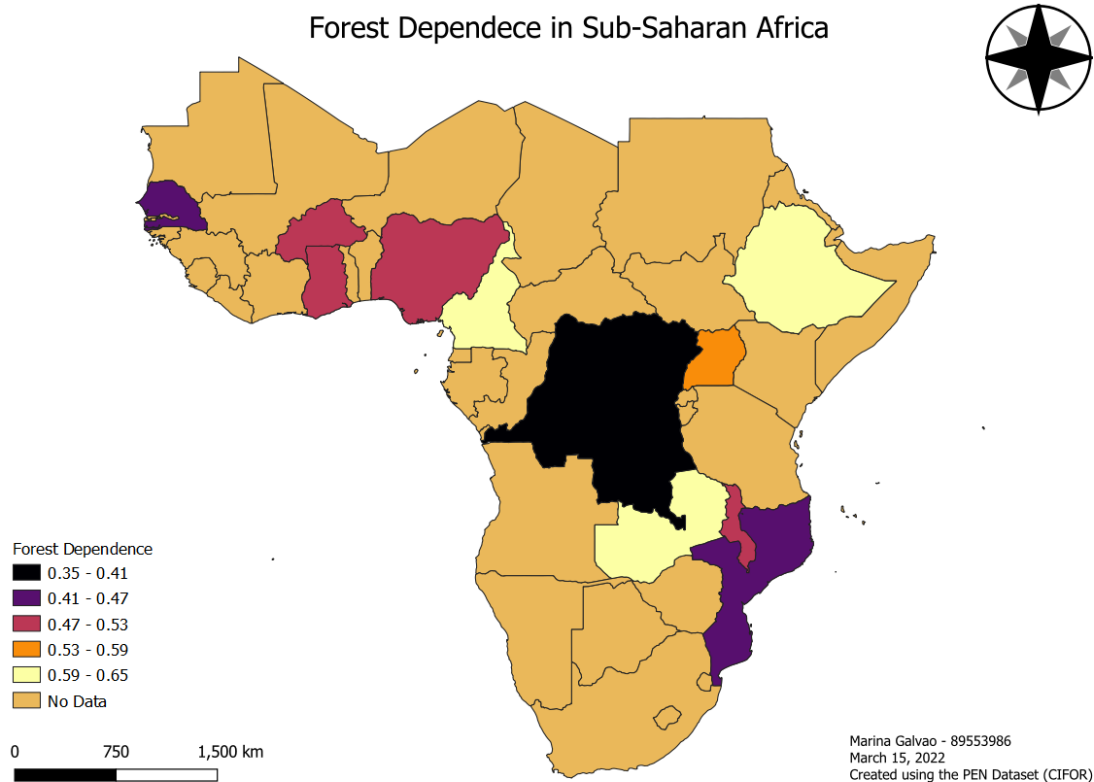 Forest Dependece in Sub-Saharan Africa
Forest Dependence
0.35 - 0.41
0.41 - 0.47
0.47 - 0.53
0.53 - 0.59
0.59 - 0.65
No Data
0 750 1,500 km
Marina Galvao - 89553986
March 15, 2022
Created using the PEN Dataset (CIFOR)